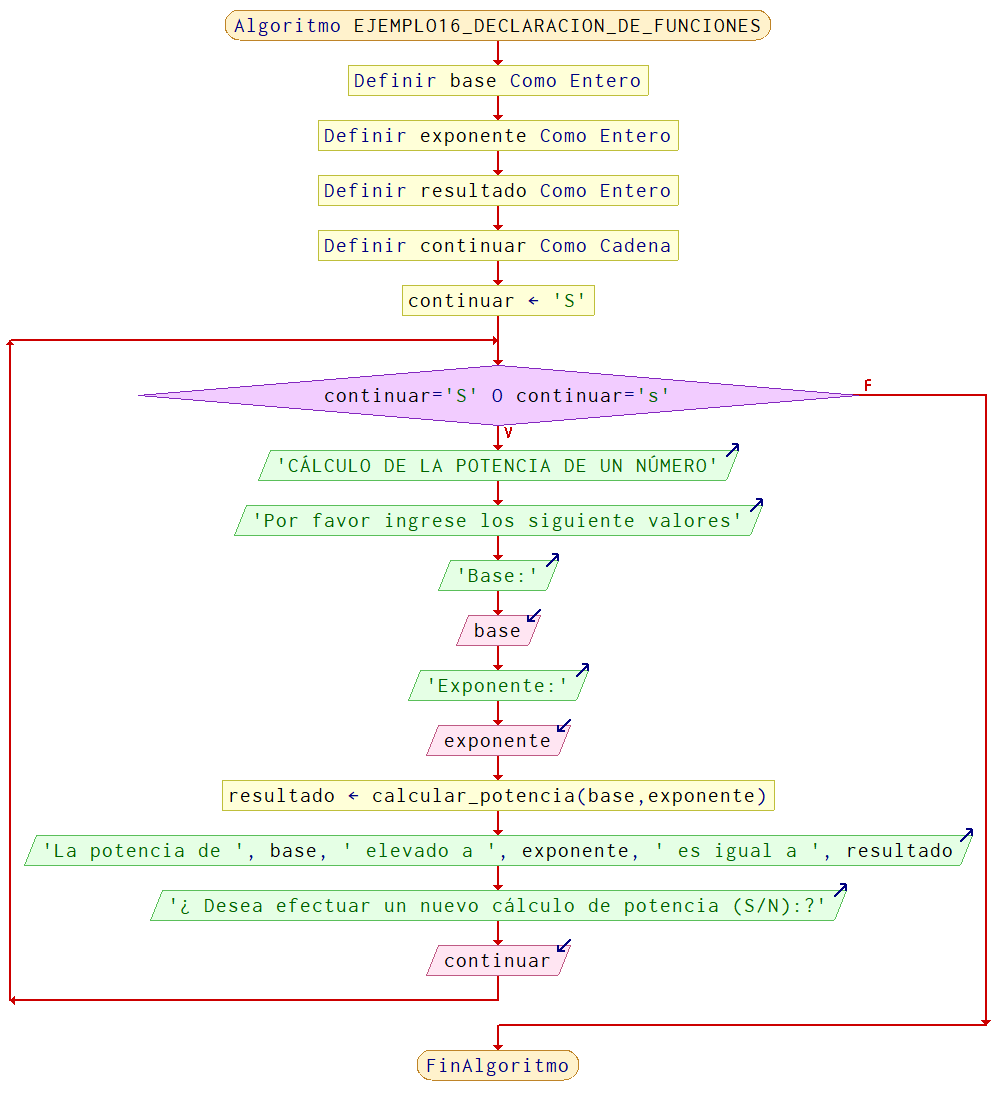 Algoritmo EJEMPLO16_DECLARACION_DE_FUNCIONES
Definir base Como Entero
Definir exponente Como Entero
Definir resultado Como Entero
Definir continuar Como Cadena
continuar ← 'S'
continuar='S' O continuar='s'
F
V
'CÁLCULO DE LA POTENCIA DE UN NÚMERO'
'Por favor ingrese los siguiente valores'
'Base:'
base
'Exponente:'
exponente
resultado ← calcular_potencia(base,exponente)
'La potencia de ', base, ' elevado a ', exponente, ' es igual a ', resultado
'¿ Desea efectuar un nuevo cálculo de potencia (S/N):?'
continuar
FinAlgoritmo